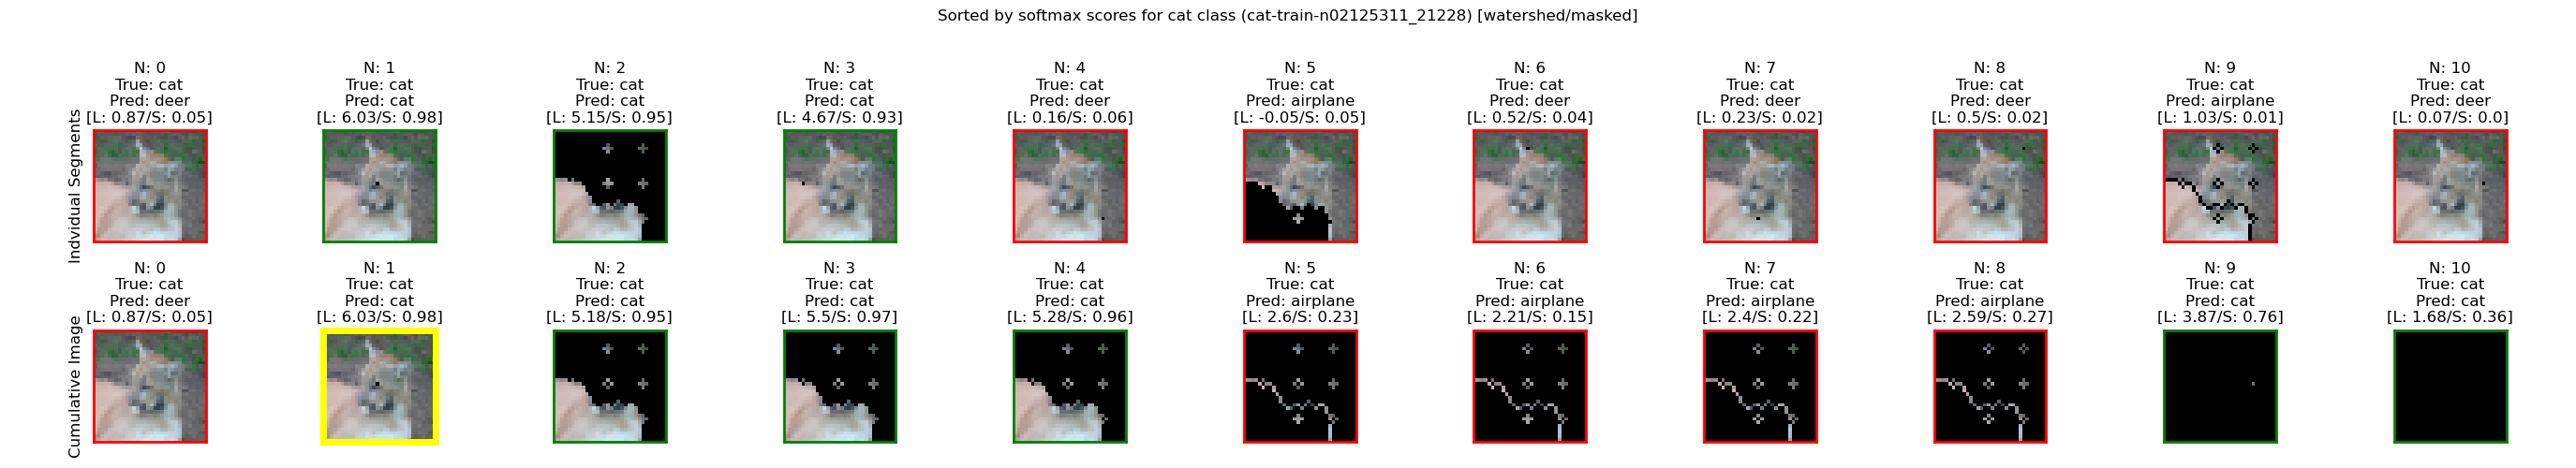 Sorted by softmax scores for cat class (cat-train-n02125311_21228) [watershed/masked]
Indvidual Segments
N: 0
True: cat
Pred: deer
[L: 0.87/S: 0.05]
N: 1
True: cat
Pred: cat
[L: 6.03/S: 0.98]
N: 2
True: cat
Pred: cat
[L: 5.15/S: 0.95]
N: 3
True: cat
Pred: cat
[L: 4.67/S: 0.93]
N: 4
True: cat
Pred: deer
[L: 0.16/S: 0.06]
N: 5
True: cat
Pred: airplane
[L: -0.05/S: 0.05]
N: 6
True: cat
Pred: deer
[L: 0.52/S: 0.04]
N: 7
True: cat
Pred: deer
[L: 0.23/S: 0.02]
N: 8
True: cat
Pred: deer
[L: 0.5/S: 0.02]
N: 9
True: cat
Pred: airplane
[L: 1.03/S: 0.01]
N: 10
True: cat
Pred: deer
[L: 0.07/S: 0.0]
Cumulative Image
N: 0
True: cat
Pred: deer
[L: 0.87/S: 0.05]
N: 1
True: cat
Pred: cat
[L: 6.03/S: 0.98]
N: 2
True: cat
Pred: cat
[L: 5.18/S: 0.95]
N: 3
True: cat
Pred: cat
[L: 5.5/S: 0.97]
N: 4
True: cat
Pred: cat
[L: 5.28/S: 0.96]
N: 5
True: cat
Pred: airplane
[L: 2.6/S: 0.23]
N: 6
True: cat
Pred: airplane
[L: 2.21/S: 0.15]
N: 7
True: cat
Pred: airplane
[L: 2.4/S: 0.22]
N: 8
True: cat
Pred: airplane
[L: 2.59/S: 0.27]
N: 9
True: cat
Pred: cat
[L: 3.87/S: 0.76]
N: 10
True: cat
Pred: cat
[L: 1.68/S: 0.36]